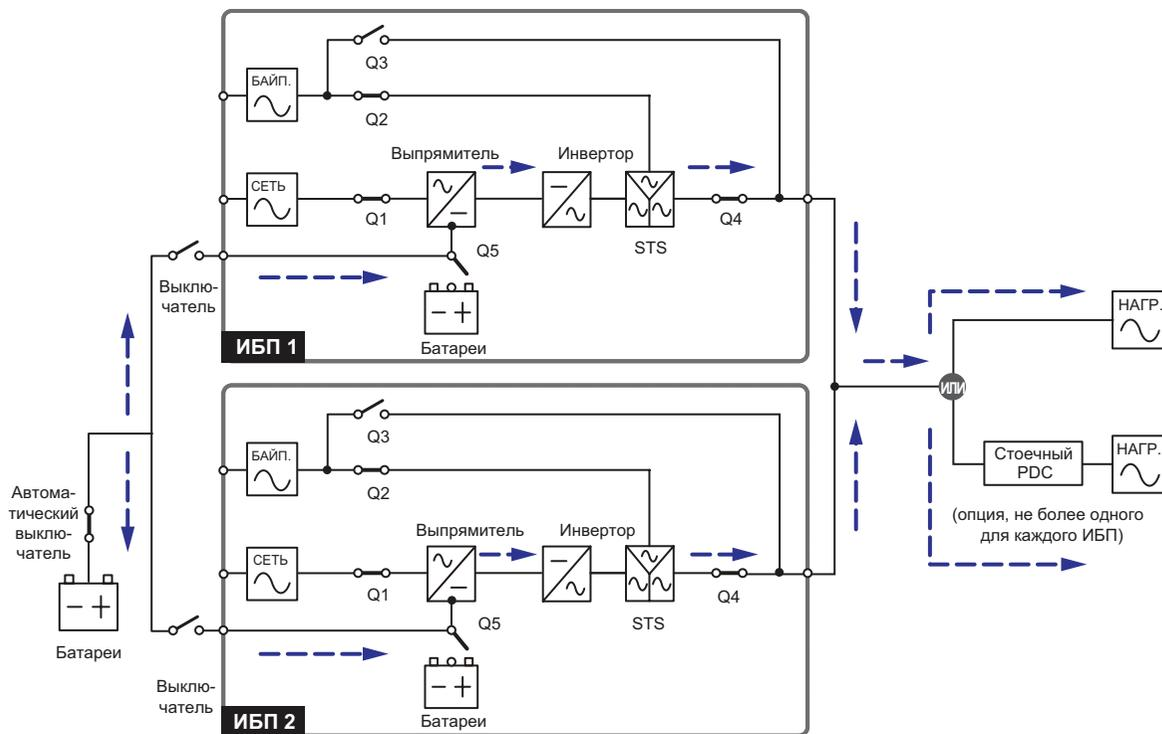 Q3
БАЙП.
Q2
Выпрямитель
Инвертор
СЕТЬ
Q1
Q4
Q5
STS
Выклю-
чатель
Батареи
ИБП 1
НАГР.
ИЛИ
Q3
БАЙП.
Q2
Стоечный
PDC
НАГР.
Автома-
тический
выклю-
чатель
(опция, не более одного
для каждого ИБП)
Выпрямитель
Инвертор
СЕТЬ
Q1
Q4
Q5
STS
Батареи
Выклю-
чатель
Батареи
ИБП 2